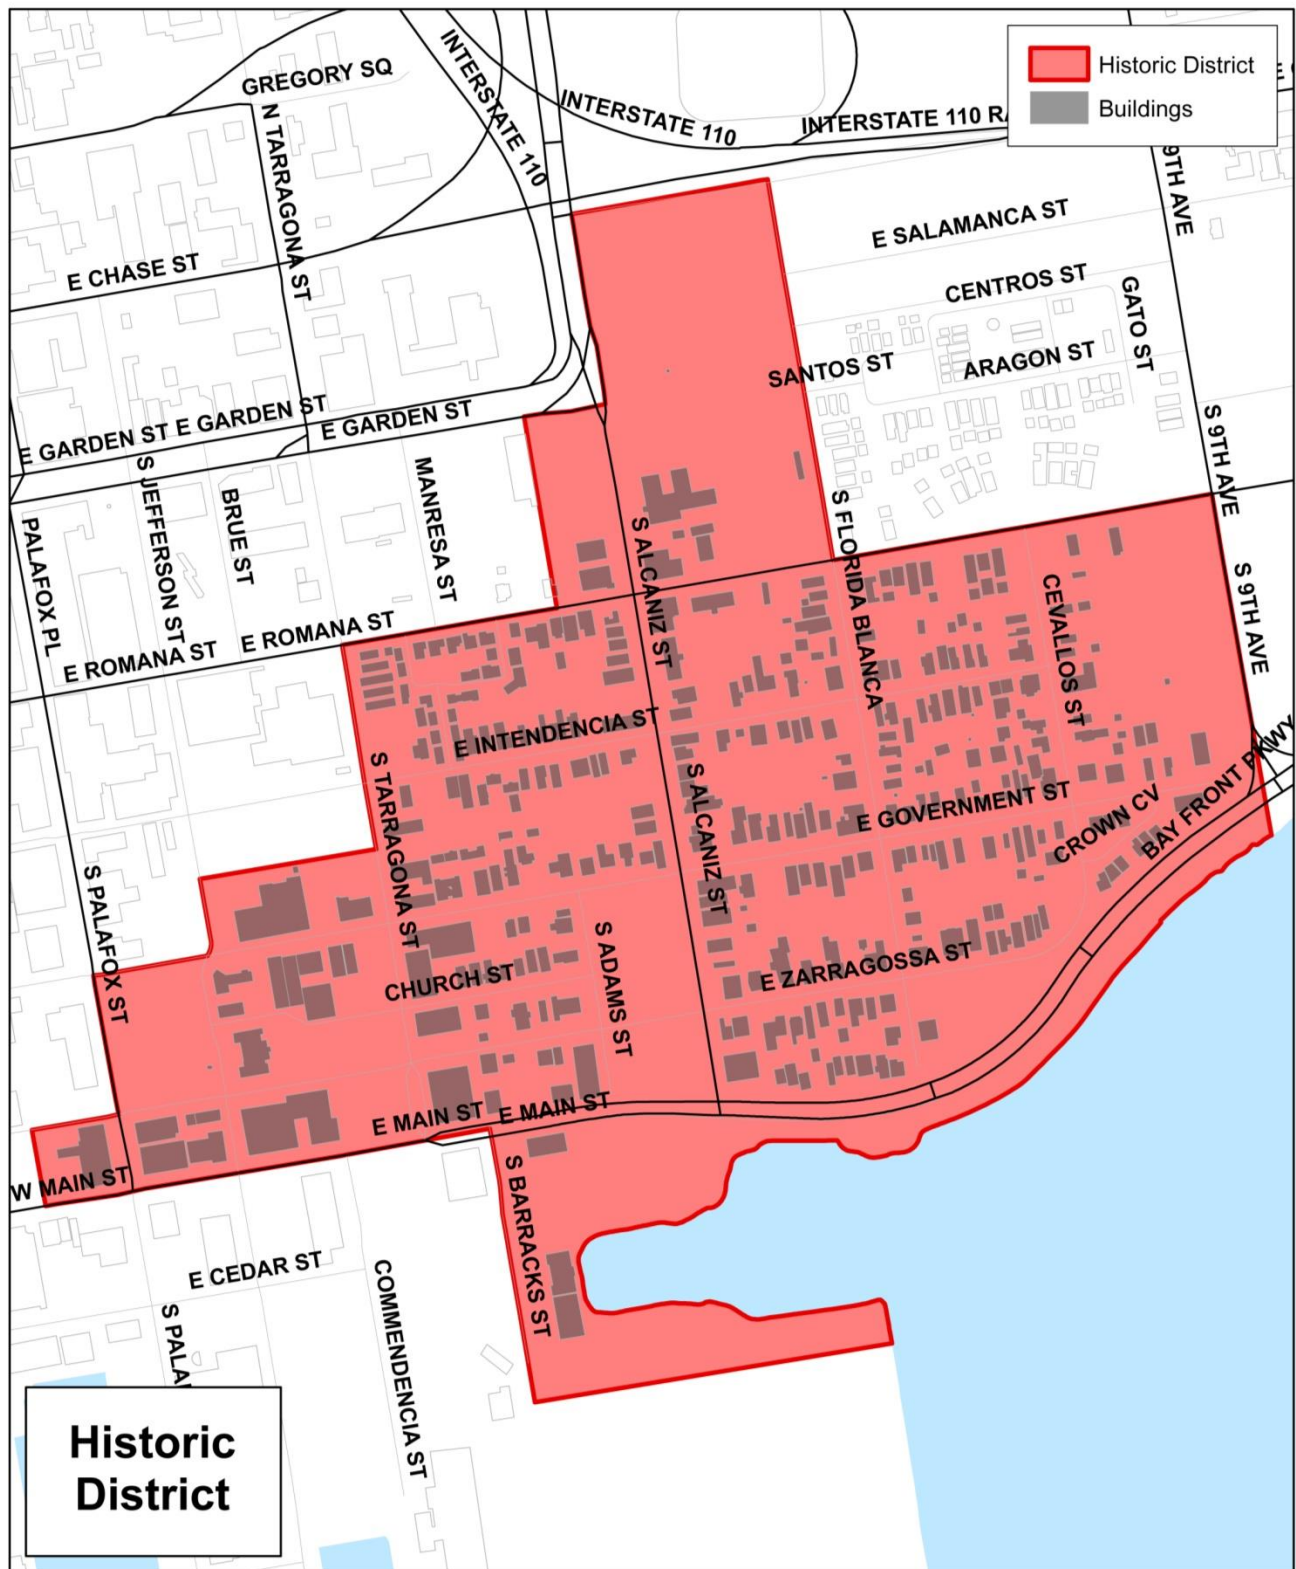 Historic District
Buildings
GREGORY SQ
INTERSTATE 110
INTERSTATE 110
INTERSTATE 110
N TARRAGONA ST
9TH AVE
E SALAMANCA ST
E CHASE ST
CENTROS ST
GATO ST
SANTOS ST
ARAGON ST
E GARDEN ST
E GARDEN ST
E GARDEN ST
S 9TH AVE
S JEFFERSON ST
BRUE ST
MANRESA ST
PALAFOX PL
S ALCANIZ ST
S FLORIDA BLANCA
CEVALLOS ST
S 9TH AVE
E ROMANA ST
E ROMANA ST
E INTENDENCIA ST
S TARRAGONA ST
S ALCANIZ ST
E GOVERNMENT ST
CROWN CV
BAY FRONT PKWY
S PALAFOX ST
CHURCH ST
S ADAMS ST
E ZARRAGOSSA ST
E MAIN ST
E MAIN ST
W MAIN ST
S BARRACKS ST
E CEDAR ST
COMMENDENCIA ST
Historic
District